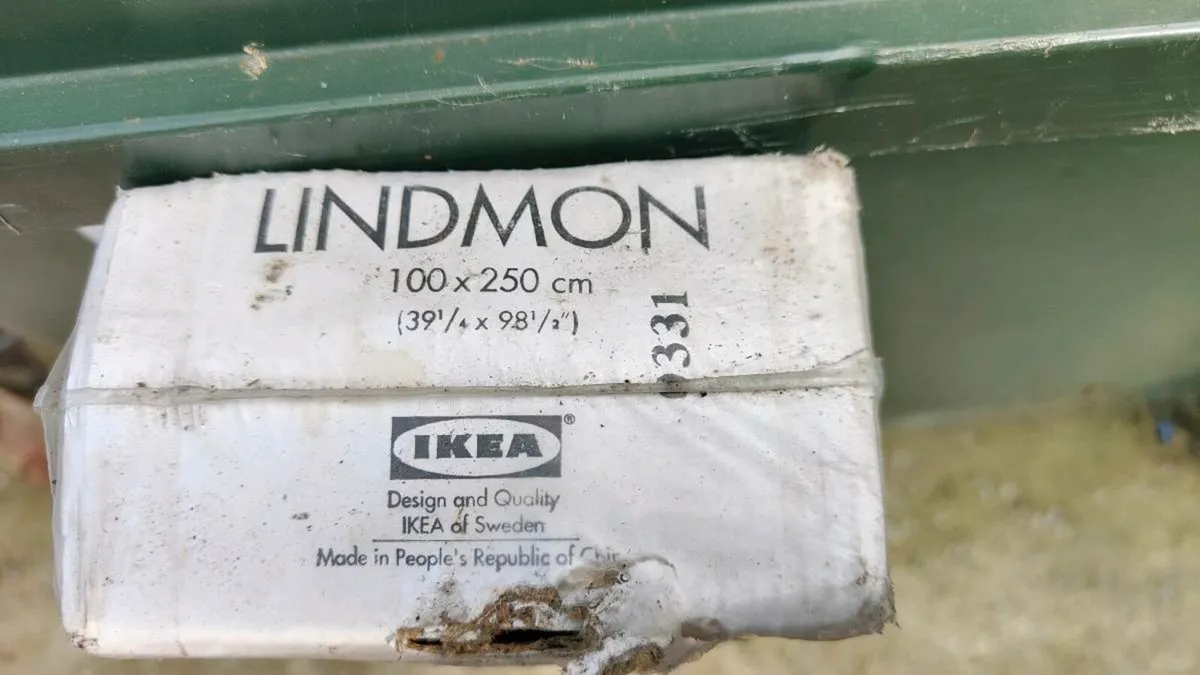 LINDMON
100 x 250 cm
(39¹/₄ x 98¹/₂")
331
IKEA®
Design and Quality
IKEA of Sweden
Made in People's Republic of